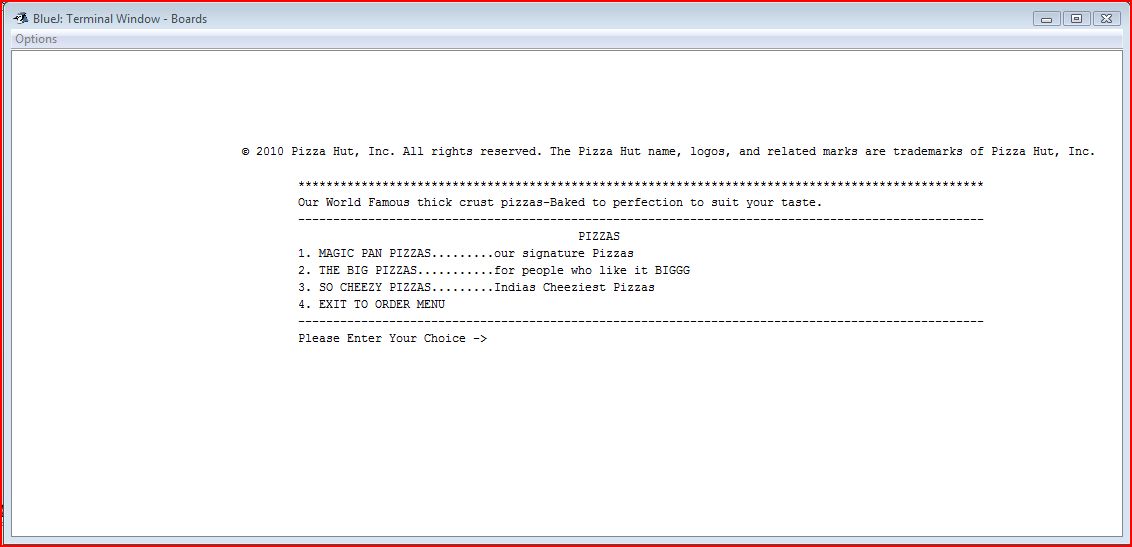 BlueJ: Terminal Window - Boards
Options
© 2010 Pizza Hut, Inc. All rights reserved. The Pizza Hut name, logos, and related marks are trademarks of Pizza Hut, Inc.
**************************************************************************************************
Our World Famous thick crust pizzas-Baked to perfection to suit your taste.
--------------------------------------------------------------------------------------------------
PIZZAS
1. MAGIC PAN PIZZAS.........our signature Pizzas
2. THE BIG PIZZAS...........for people who like it BIGGG
3. SO CHEEZY PIZZAS.........Indias Cheeziest Pizzas
4. EXIT TO ORDER MENU
--------------------------------------------------------------------------------------------------
Please Enter Your Choice ->